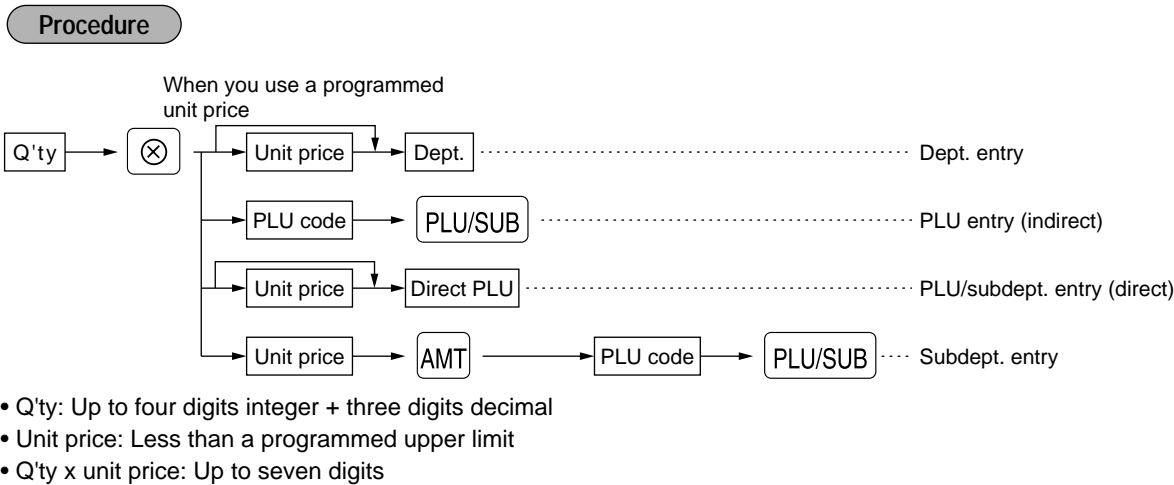 Procedure
When you use a programmed
unit price
Q'ty ⊗ Unit price Dept. Dept. entry
PLU code PLU/SUB PLU entry (indirect)
Unit price Direct PLU PLU/subdept. entry (direct)
Unit price AMT PLU code PLU/SUB Subdept. entry
• Q'ty: Up to four digits integer + three digits decimal
• Unit price: Less than a programmed upper limit
• Q'ty x unit price: Up to seven digits